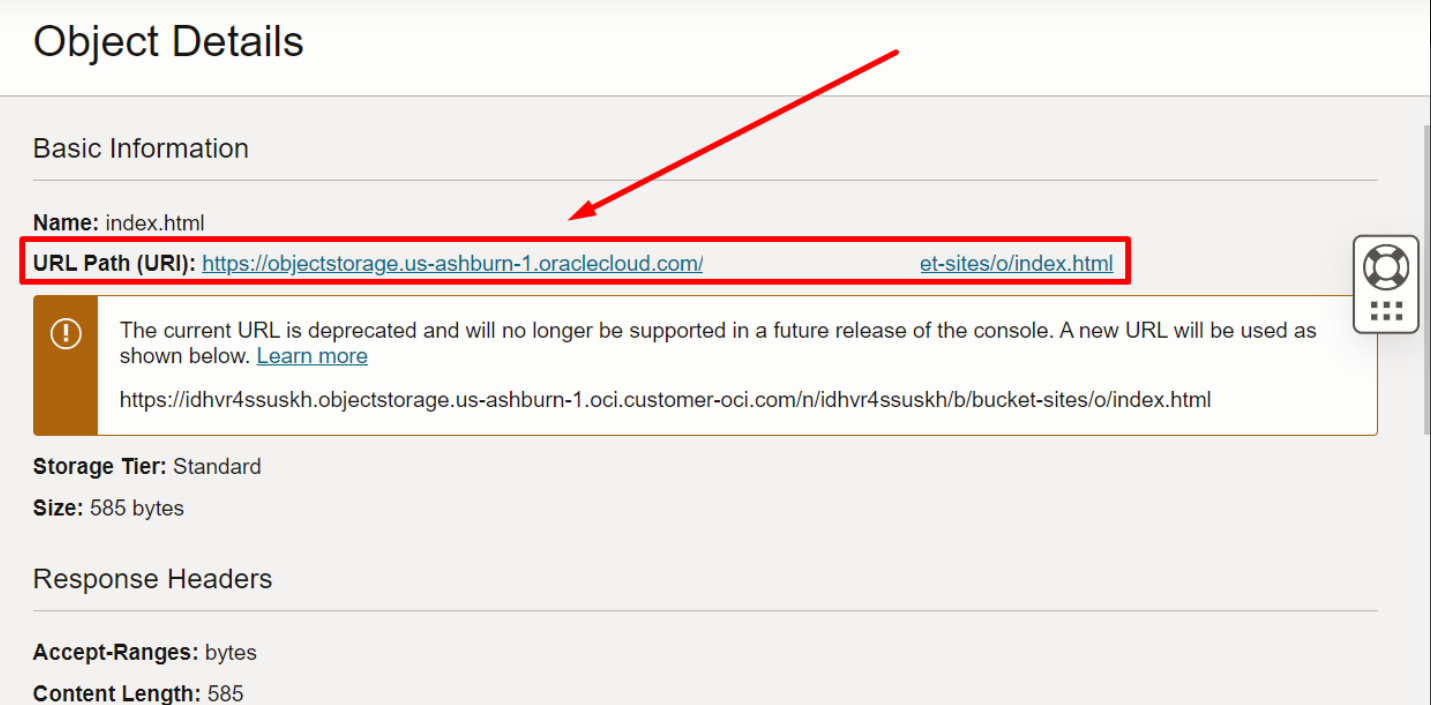 Object Details
Basic Information
Name: index.html
URL Path (URI): https://objectstorage.us-ashburn-1.oraclecloud.com/ et-sites/o/index.html
The current URL is deprecated and will no longer be supported in a future release of the console. A new URL will be used as
shown below. Learn more
https://idhvr4ssuskh.objectstorage.us-ashburn-1.oci.customer-oci.com/n/idhvr4ssuskh/b/bucket-sites/o/index.html
Storage Tier: Standard
Size: 585 bytes
Response Headers
Accept-Ranges: bytes
Content Length: 585